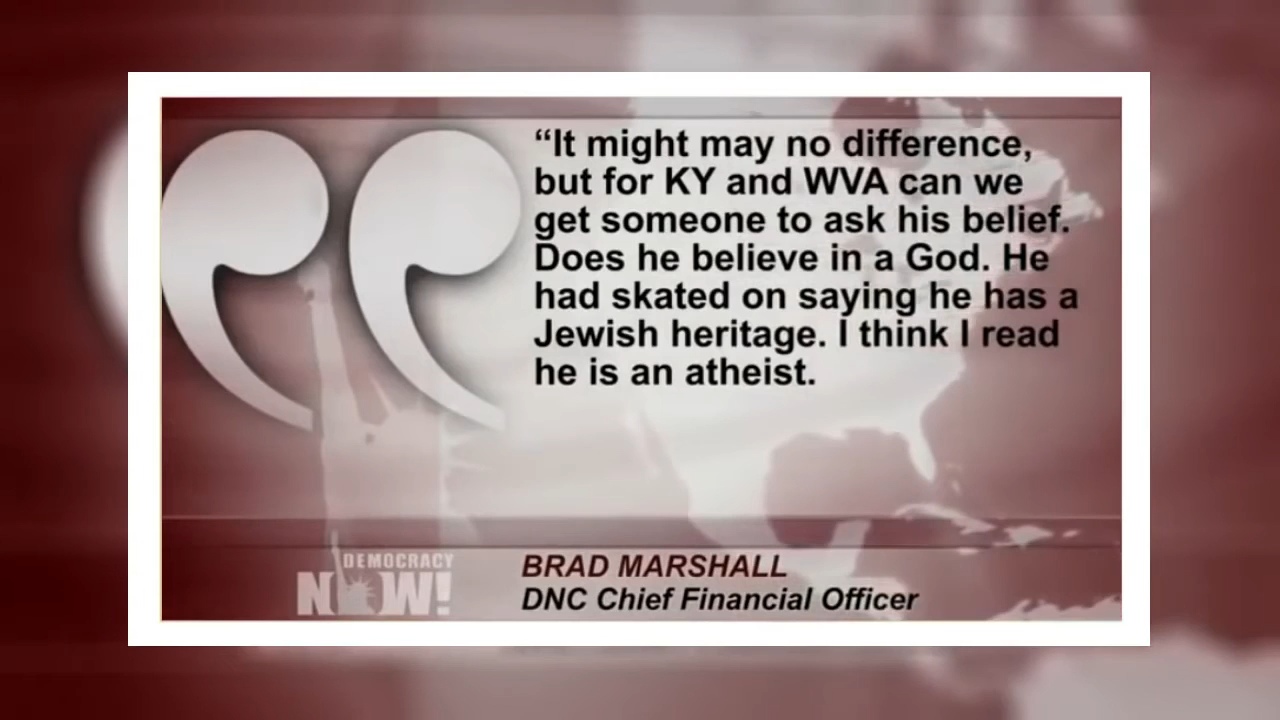 “It might may no difference,
but for KY and WVA can we
get someone to ask his belief.
Does he believe in a God. He
had skated on saying he has a
Jewish heritage. I think I read
he is an atheist.
DEMOCRACY
NOW!
BRAD MARSHALL
DNC Chief Financial Officer